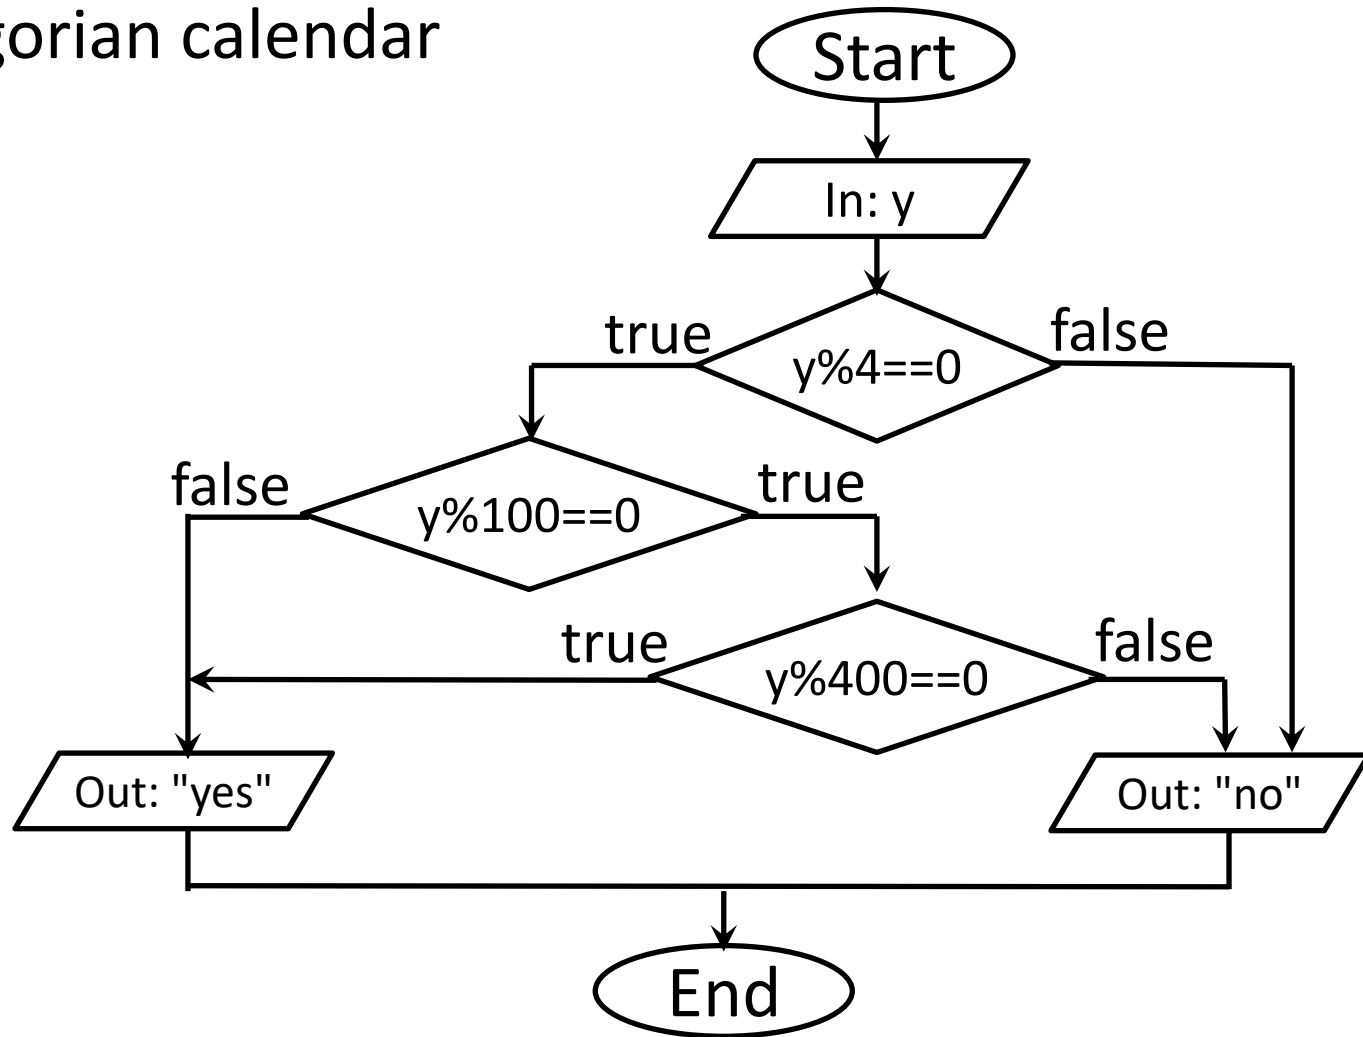 gorian calendar
Start
In: y
true
false
y%4==0
false
true
y%100==0
true
false
y%400==0
Out: "yes"
Out: "no"
End